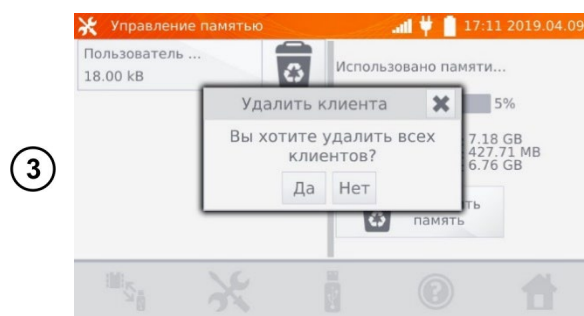 Управление памятью
17:11 2019.04.09
Пользователь ...
18.00 kB
Использовано памяти...
5%
7.18 GB
427.71 MB
6.76 GB
Удалить клиента
Вы хотите удалить всех
клиентов?
Да Нет
память
3